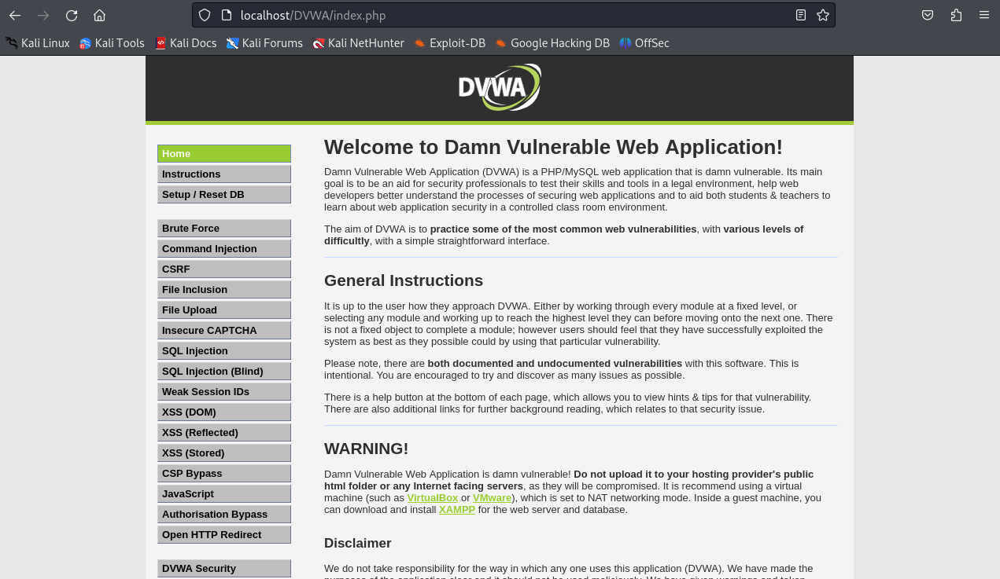 localhost/DVWA/index.php
Kali Linux Kali Tools Kali Docs Kali Forums Kali NetHunter Exploit-DB Google Hacking DB OffSec
DVWA
Home
Instructions
Setup / Reset DB
Brute Force
Command Injection
CSRF
File Inclusion
File Upload
Insecure CAPTCHA
SQL Injection
SQL Injection (Blind)
Weak Session IDs
XSS (DOM)
XSS (Reflected)
XSS (Stored)
CSP Bypass
JavaScript
Authorisation Bypass
Open HTTP Redirect
DVWA Security
Welcome to Damn Vulnerable Web Application!
Damn Vulnerable Web Application (DVWA) is a PHP/MySQL web application that is damn vulnerable. Its main
goal is to be an aid for security professionals to test their skills and tools in a legal environment, help web
developers better understand the processes of securing web applications and to aid both students & teachers to
learn about web application security in a controlled class room environment.
The aim of DVWA is to practice some of the most common web vulnerabilities, with various levels of
difficultly, with a simple straightforward interface.
General Instructions
It is up to the user how they approach DVWA. Either by working through every module at a fixed level, or
selecting any module and working up to reach the highest level they can before moving onto the next one. There
is not a fixed object to complete a module; however users should feel that they have successfully exploited the
system as best as they possible could by using that particular vulnerability.
Please note, there are both documented and undocumented vulnerabilities with this software. This is
intentional. You are encouraged to try and discover as many issues as possible.
There is a help button at the bottom of each page, which allows you to view hints & tips for that vulnerability.
There are also additional links for further background reading, which relates to that security issue.
WARNING!
Damn Vulnerable Web Application is damn vulnerable! Do not upload it to your hosting provider's public
html folder or any Internet facing servers, as they will be compromised. It is recommend using a virtual
machine (such as VirtualBox or VMware), which is set to NAT networking mode. Inside a guest machine, you
can download and install XAMPP for the web server and database.
Disclaimer
We do not take responsibility for the way in which any one uses this application (DVWA). We have made the